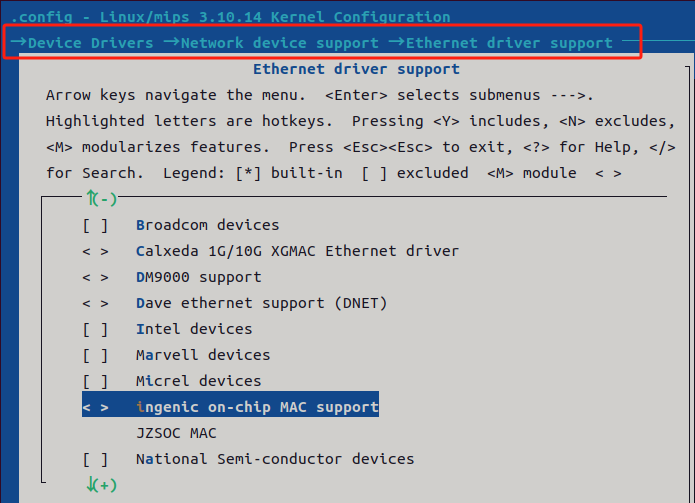 .config - Linux/mips 3.10.14 Kernel Configuration
→Device Drivers →Network device support →Ethernet driver support
Ethernet driver support
Arrow keys navigate the menu.  <Enter> selects submenus --->.
Highlighted letters are hotkeys.  Pressing <Y> includes, <N> excludes,
<M> modularizes features.  Press <Esc><Esc> to exit, <?> for Help, </>
for Search.  Legend: [*] built-in  [ ] excluded  <M> module  < >
↑(-)
[ ]   Broadcom devices
< >   Calxeda 1G/10G XGMAC Ethernet driver
< >   DM9000 support
< >   Dave ethernet support (DNET)
[ ]   Intel devices
[ ]   Marvell devices
[ ]   Micrel devices
< >   ingenic on-chip MAC support
JZSOC MAC
[ ]   National Semi-conductor devices
↓(+)